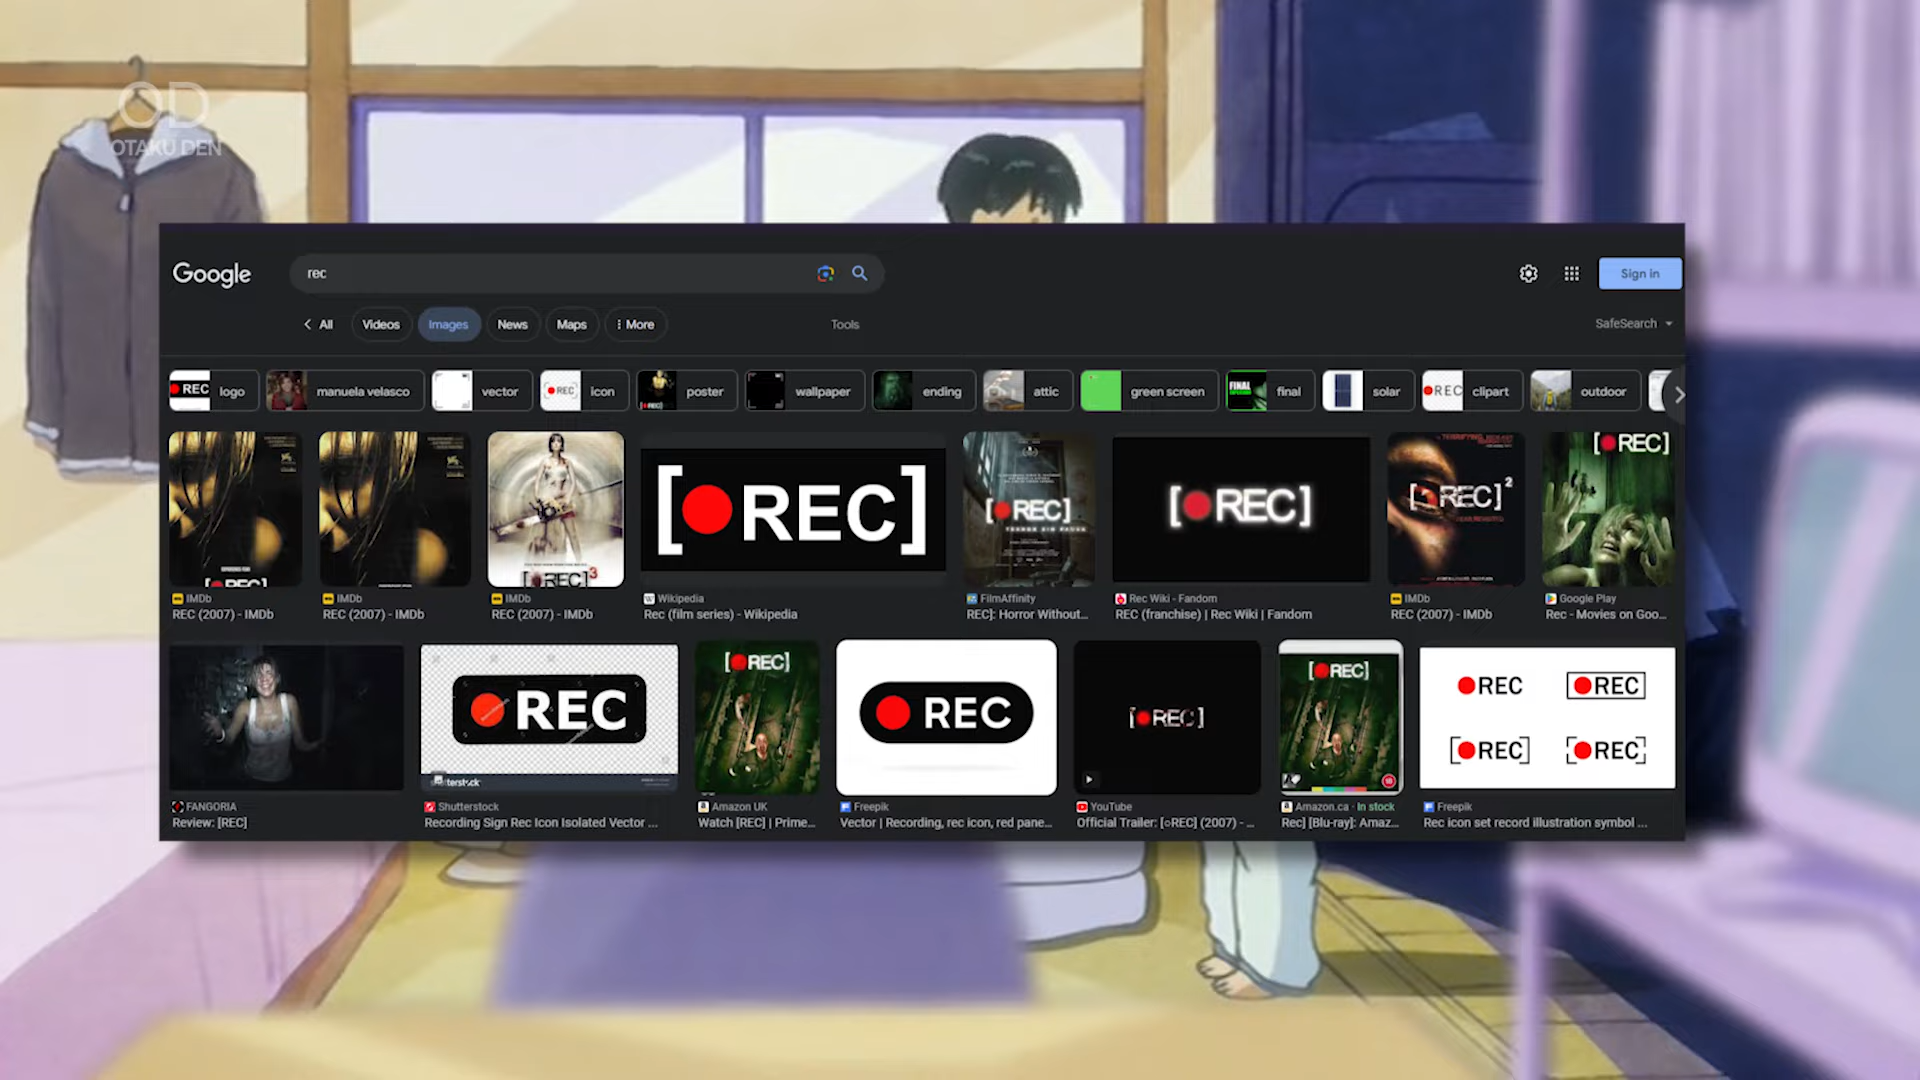 OD
OTAKU DEN
Google
rec
Sign in
All
Videos
Images
News
Maps
More
Tools
SafeSearch
REC
logo
manuela velasco
vector
REC
icon
[REC]
poster
wallpaper
ending
attic
green screen
FINAL
final
solar
REC
clipart
outdoor
[REC]
[REC]3
[REC]
[REC]
[REC]
[REC]2
[REC]
IMDb
REC (2007) - IMDb
IMDb
REC (2007) - IMDb
IMDb
REC (2007) - IMDb
Wikipedia
Rec (film series) - Wikipedia
FilmAffinity
REC]: Horror Without...
Rec Wiki - Fandom
REC (franchise) | Rec Wiki | Fandom
IMDb
REC (2007) - IMDb
Google Play
Rec - Movies on Goo...
REC
[REC]
REC
[REC]
[REC]
REC
REC
[REC]
[REC]
FANGORIA
Review: [REC]
Shutterstock
Recording Sign Rec Icon Isolated Vector ...
Amazon UK
Watch [REC] | Prime...
Freepik
Vector | Recording, rec icon, red pane...
YouTube
Official Trailer: [○REC] (2007) - ...
Amazon.ca · In stock
Rec] [Blu-ray]: Amaz...
Freepik
Rec icon set record illustration symbol ...